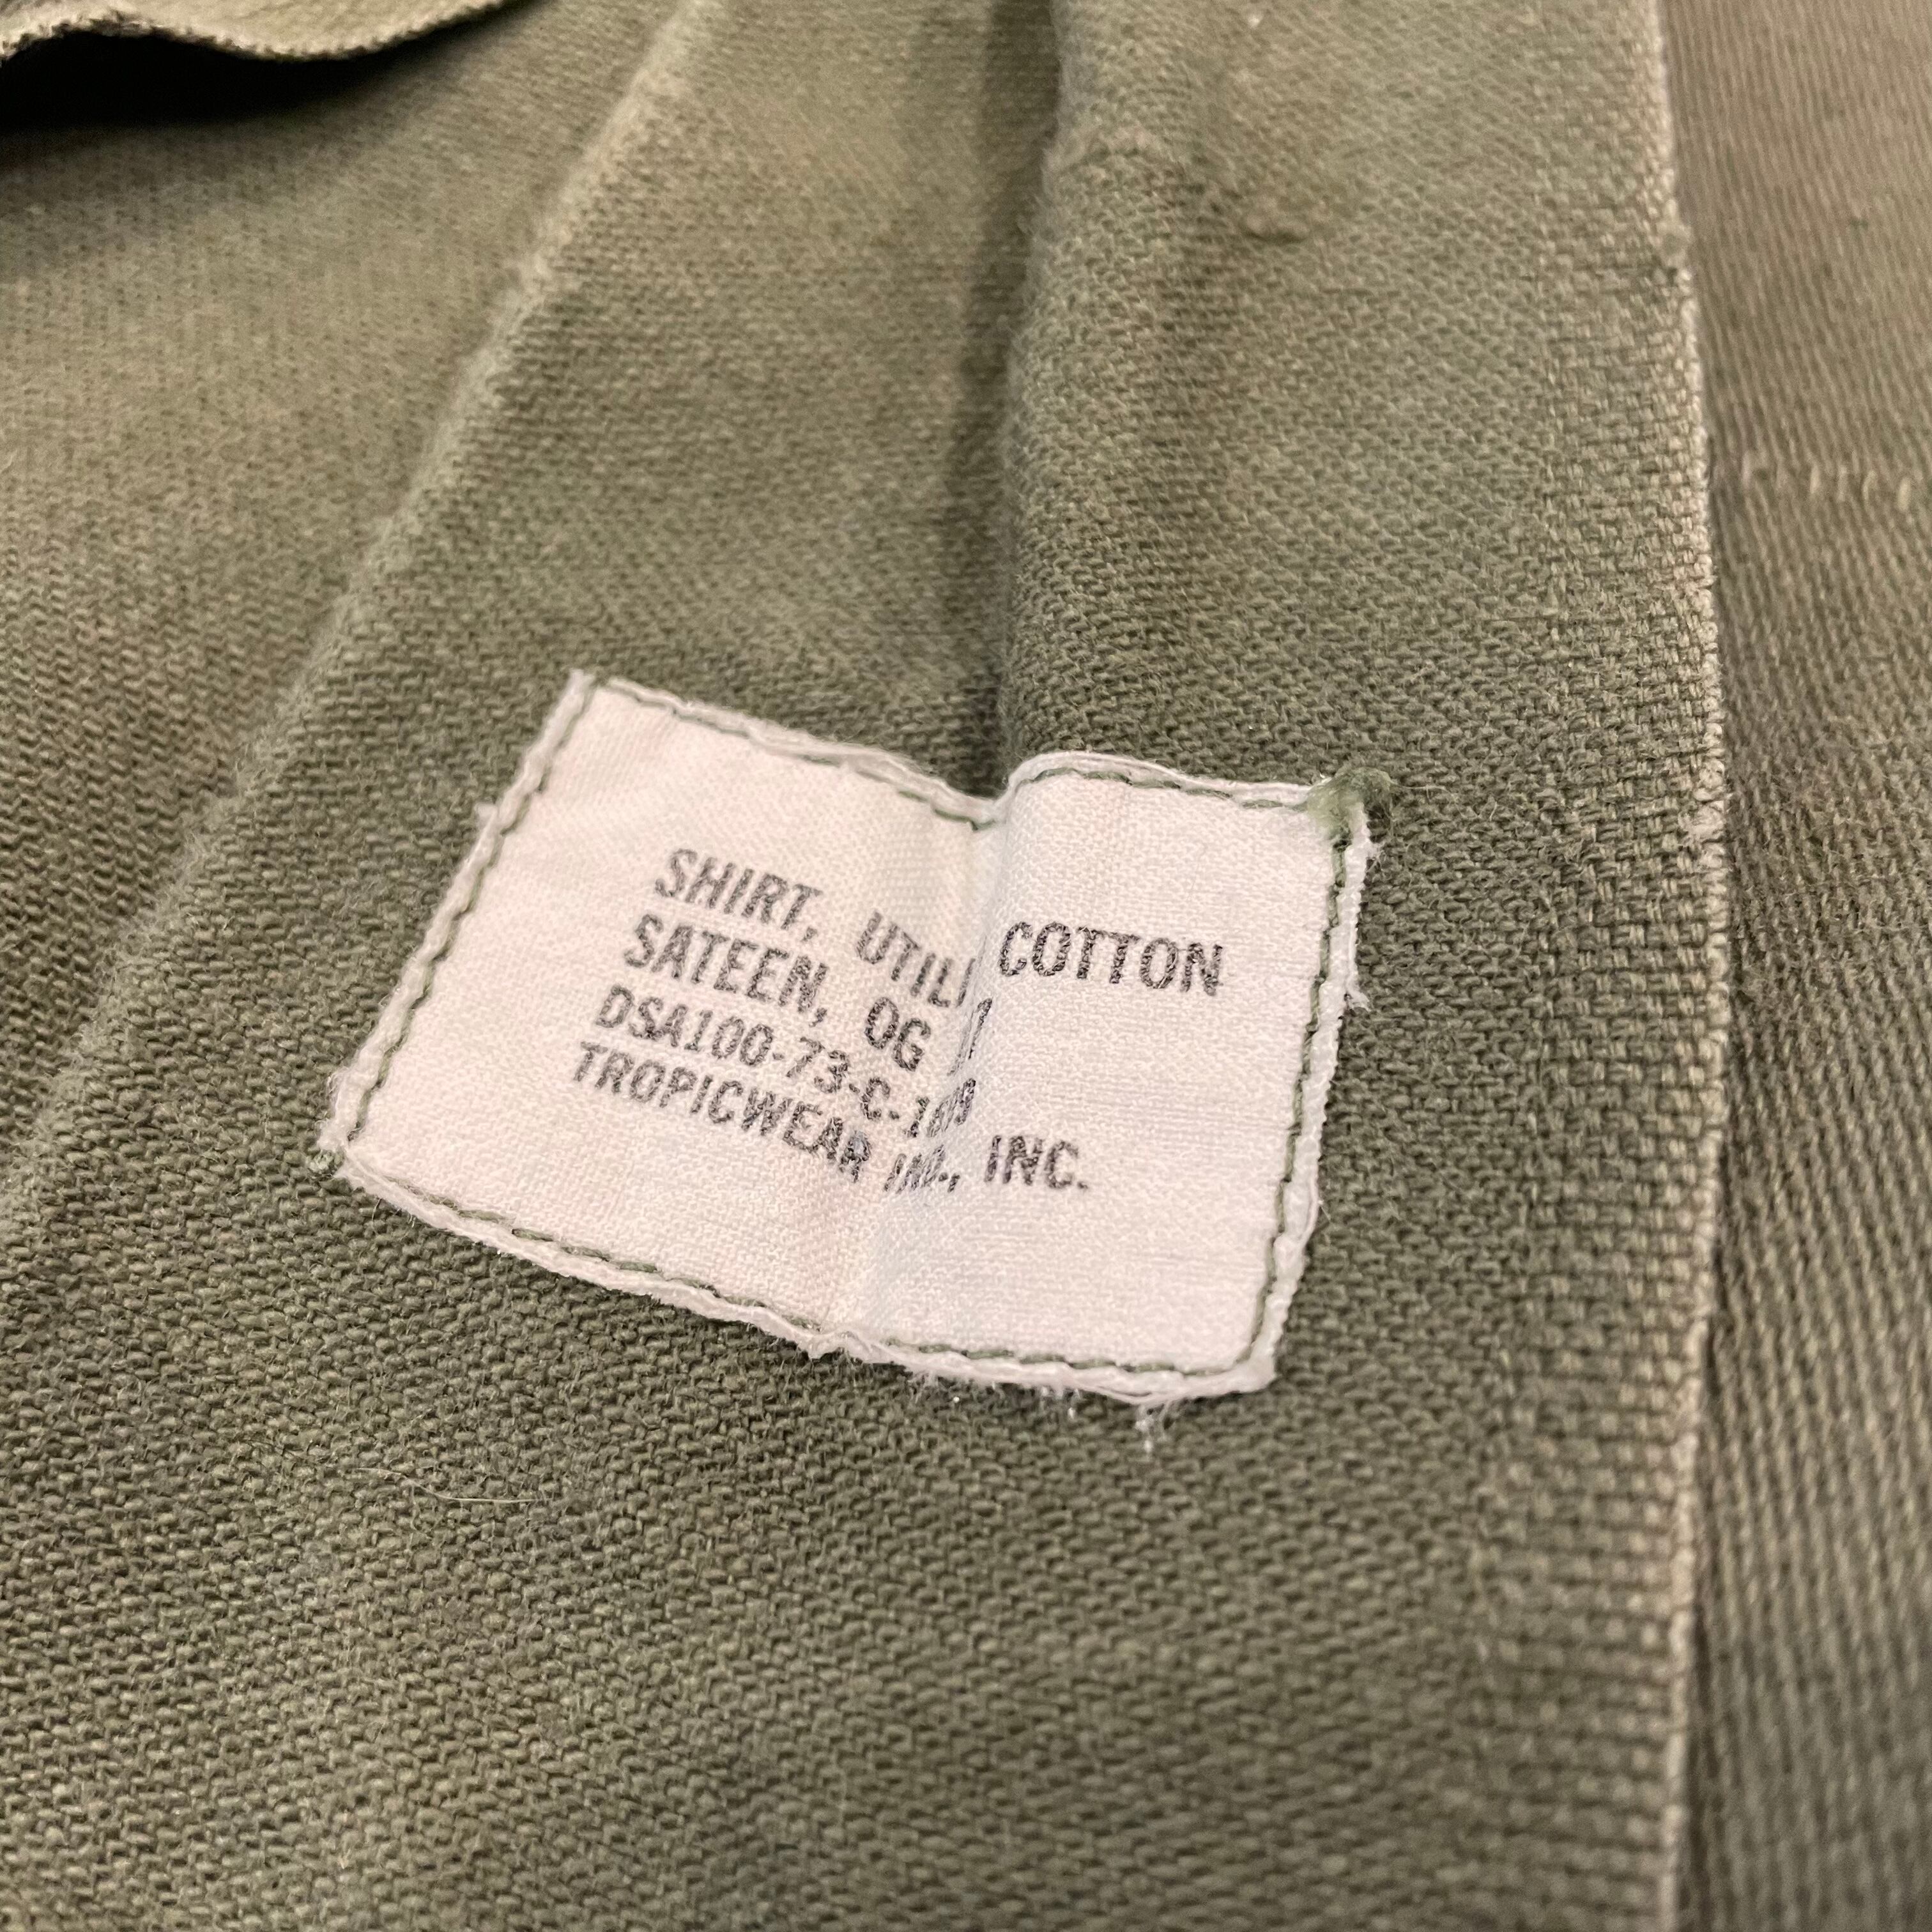 SHIRT, UTILI COTTON
SATEEN, OG
DSA100-73-C-
TROPICWEAR INC.